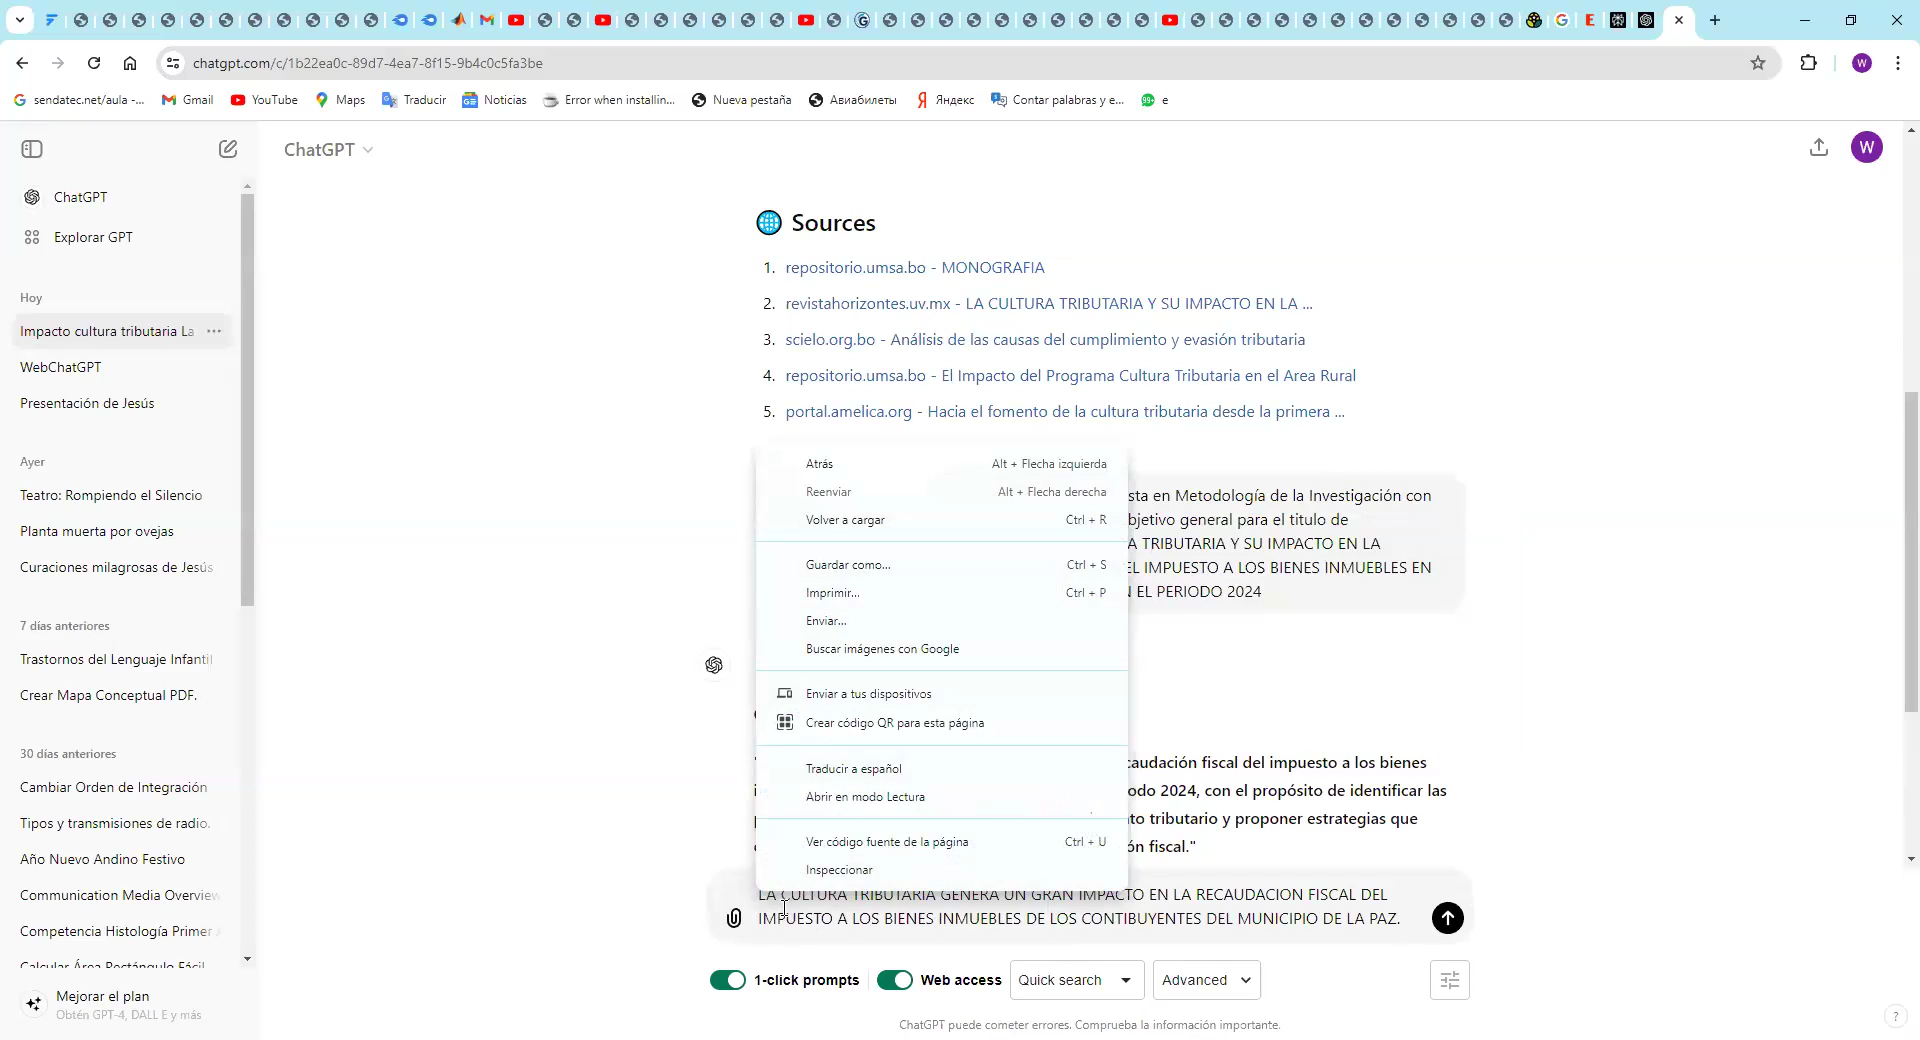 chatgpt.com/c/1b22ea0c-89d7-4ea7-8f15-9b4c0c5fa3be
W
sendatec.net/aula -...
Gmail
YouTube
Maps
Traducir
Noticias
Error when installin...
Nueva pestaña
Авиабилеты
Яндекс
Contar palabras y e...
99+
e
ChatGPT
W
ChatGPT
Explorar GPT
Hoy
Impacto cultura tributaria La
WebChatGPT
Presentación de Jesús
Ayer
Teatro: Rompiendo el Silencio
Planta muerta por ovejas
Curaciones milagrosas de Jesús
7 días anteriores
Trastornos del Lenguaje Infantil
Crear Mapa Conceptual PDF.
30 días anteriores
Cambiar Orden de Integración
Tipos y transmisiones de radio.
Año Nuevo Andino Festivo
Communication Media Overview
Competencia Histología Primer
Calcular Área Rectángulo Fácil
Mejorar el plan
Obtén GPT-4, DALL E y más
Sources
1. repositorio.umsa.bo - MONOGRAFIA
2. revistahorizontes.uv.mx - LA CULTURA TRIBUTARIA Y SU IMPACTO EN LA ...
3. scielo.org.bo - Análisis de las causas del cumplimiento y evasión tributaria
4. repositorio.umsa.bo - El Impacto del Programa Cultura Tributaria en el Area Rural
5. portal.amelica.org - Hacia el fomento de la cultura tributaria desde la primera ...
sta en Metodología de la Investigación con
bjetivo general para el titulo de
A TRIBUTARIA Y SU IMPACTO EN LA
EL IMPUESTO A LOS BIENES INMUEBLES EN
N EL PERIODO 2024
Atrás Alt + Flecha izquierda
Reenviar Alt + Flecha derecha
Volver a cargar Ctrl + R
Guardar como... Ctrl + S
Imprimir... Ctrl + P
Enviar...
Buscar imágenes con Google
Enviar a tus dispositivos
Crear código QR para esta página
Traducir a español
Abrir en modo Lectura
Ver código fuente de la página Ctrl + U
Inspeccionar
caudación fiscal del impuesto a los bienes
odo 2024, con el propósito de identificar las
to tributario y proponer estrategias que
ón fiscal."
LA CULTURA TRIBUTARIA GENERA UN GRAN IMPACTO EN LA RECAUDACION FISCAL DEL
IMPUESTO A LOS BIENES INMUEBLES DE LOS CONTIBUYENTES DEL MUNICIPIO DE LA PAZ.
1-click prompts
Web access
Quick search
Advanced
ChatGPT puede cometer errores. Comprueba la información importante.
?